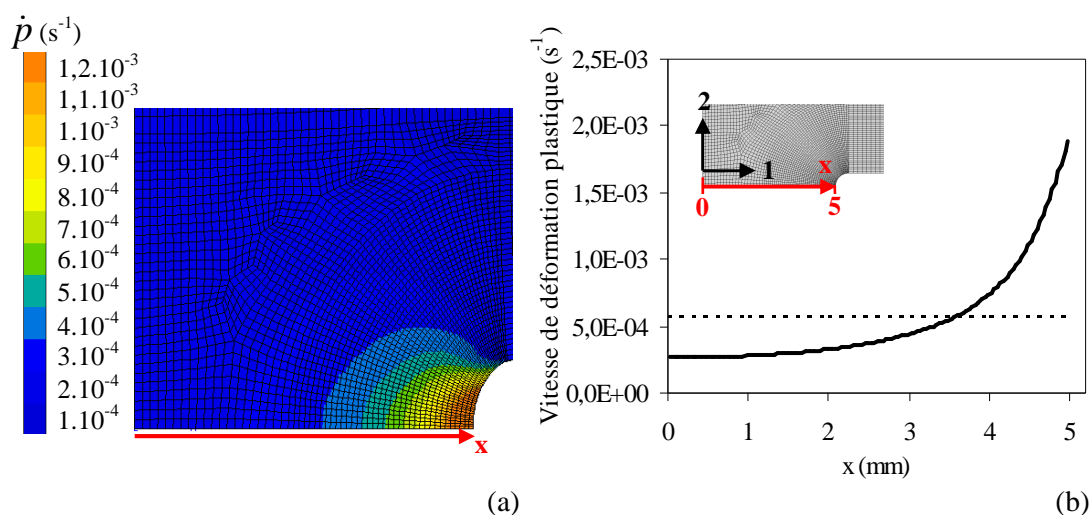 ṗ (s⁻¹)
1,2.10⁻³
1,1.10⁻³
1.10⁻³
9.10⁻⁴
8.10⁻⁴
7.10⁻⁴
6.10⁻⁴
5.10⁻⁴
4.10⁻⁴
3.10⁻⁴
2.10⁻⁴
1.10⁻⁴
x
(a)
Vitesse de déformation plastique (s⁻¹)
2,5E-03
2,0E-03
1,5E-03
1,0E-03
5,0E-04
0,0E+00
2
1
x
0 5
0 1 2 3 4 5
x (mm)
(b)